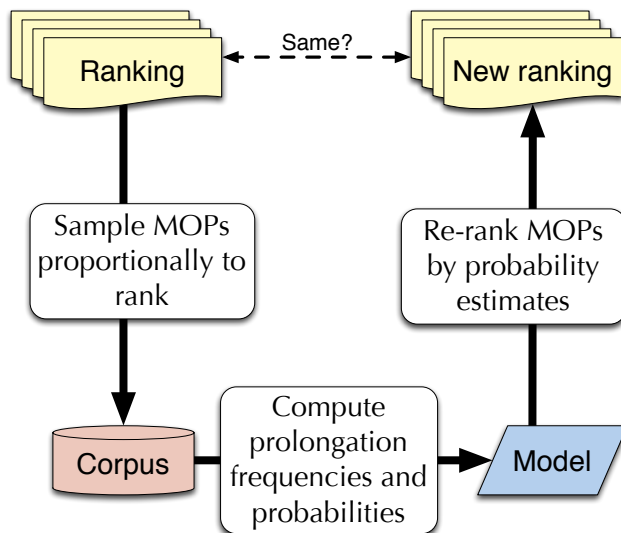 Same?
Ranking
New ranking
Sample MOPs
proportionally to
rank
Re-rank MOPs
by probability
estimates
Corpus
Compute
prolongation
frequencies and
probabilities
Model